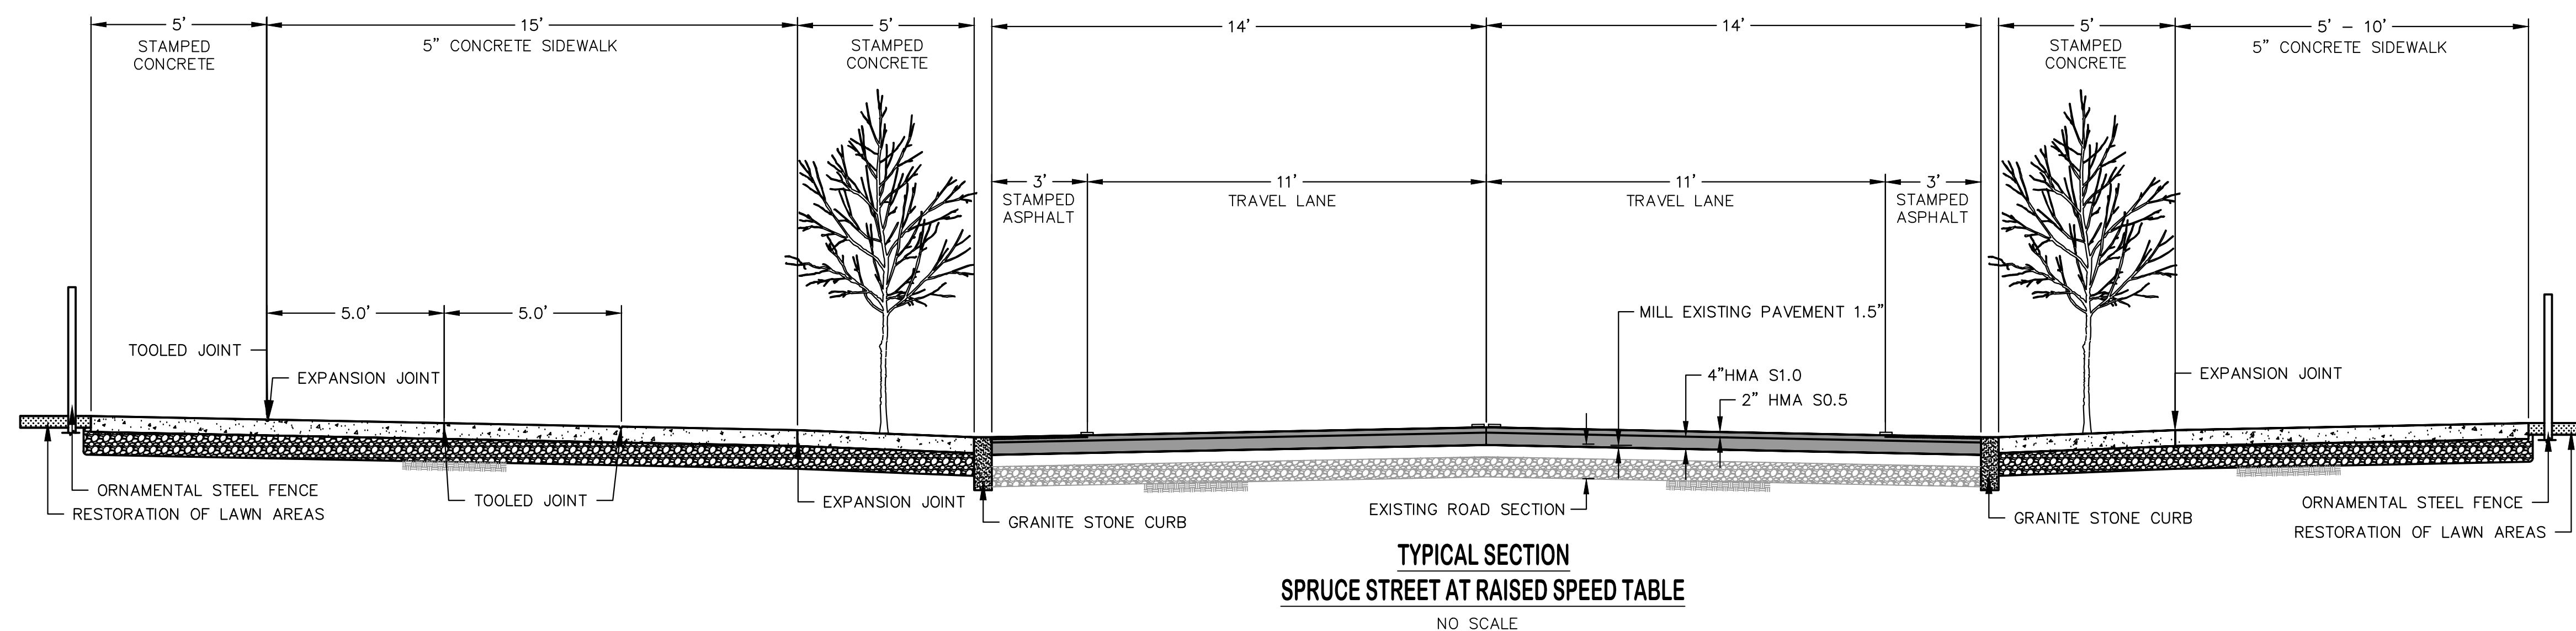 5'
15'
5'
14'
14'
5'
5' - 10'
STAMPED
CONCRETE
5" CONCRETE SIDEWALK
STAMPED
CONCRETE
STAMPED
CONCRETE
5" CONCRETE SIDEWALK
3'
11'
11'
3'
STAMPED
ASPHALT
TRAVEL LANE
TRAVEL LANE
STAMPED
ASPHALT
5.0'
5.0'
MILL EXISTING PAVEMENT 1.5"
TOOLED JOINT
EXPANSION JOINT
4"HMA S1.0
2" HMA S0.5
EXPANSION JOINT
ORNAMENTAL STEEL FENCE
RESTORATION OF LAWN AREAS
TOOLED JOINT
EXPANSION JOINT
GRANITE STONE CURB
EXISTING ROAD SECTION
GRANITE STONE CURB
ORNAMENTAL STEEL FENCE
RESTORATION OF LAWN AREAS
TYPICAL SECTION
SPRUCE STREET AT RAISED SPEED TABLE
NO SCALE